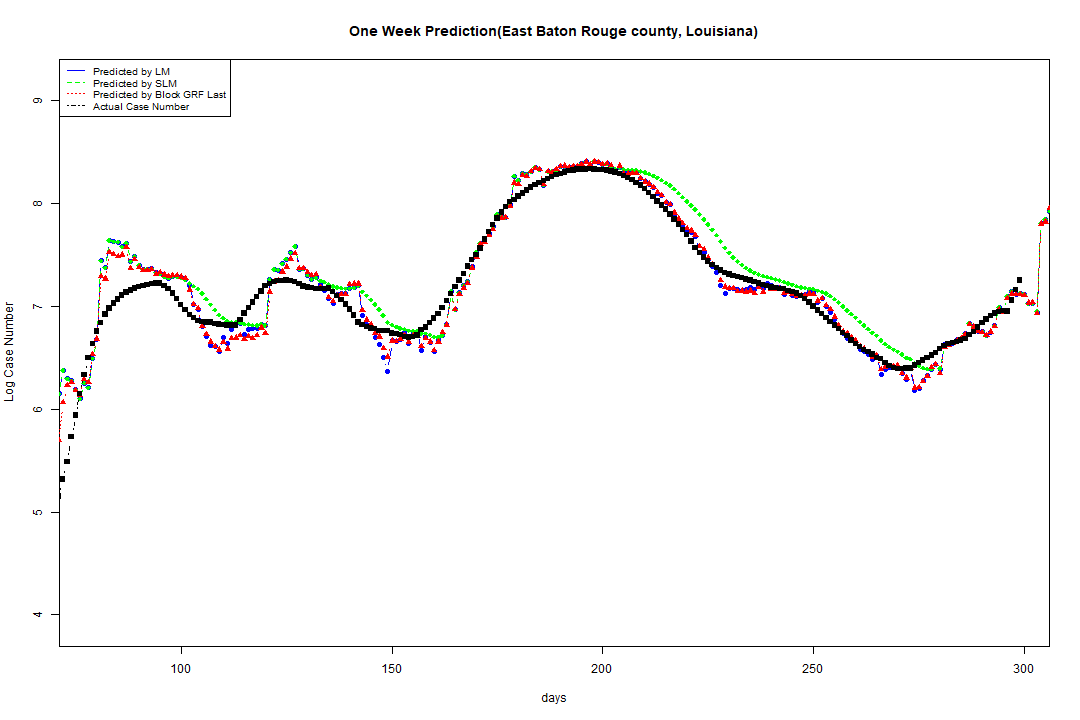 One Week Prediction(East Baton Rouge county, Louisiana)
Predicted by LM
Predicted by SLM
Predicted by Block GRF Last
Actual Case Number
9
8
7
6
5
4
Log Case Number
100 150 200 250 300
days